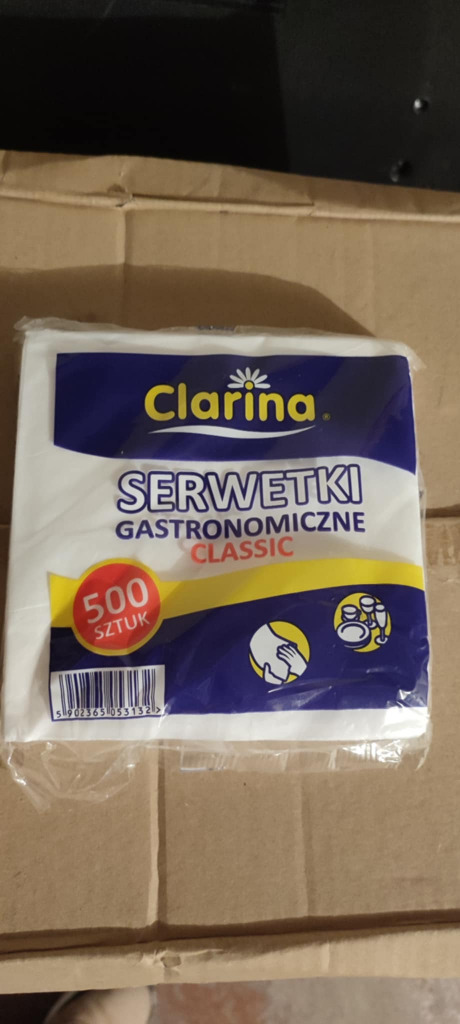 Clarina®
SERWETKI
GASTRONOMICZNE
CLASSIC
500
SZTUK
5 902365 053132 >